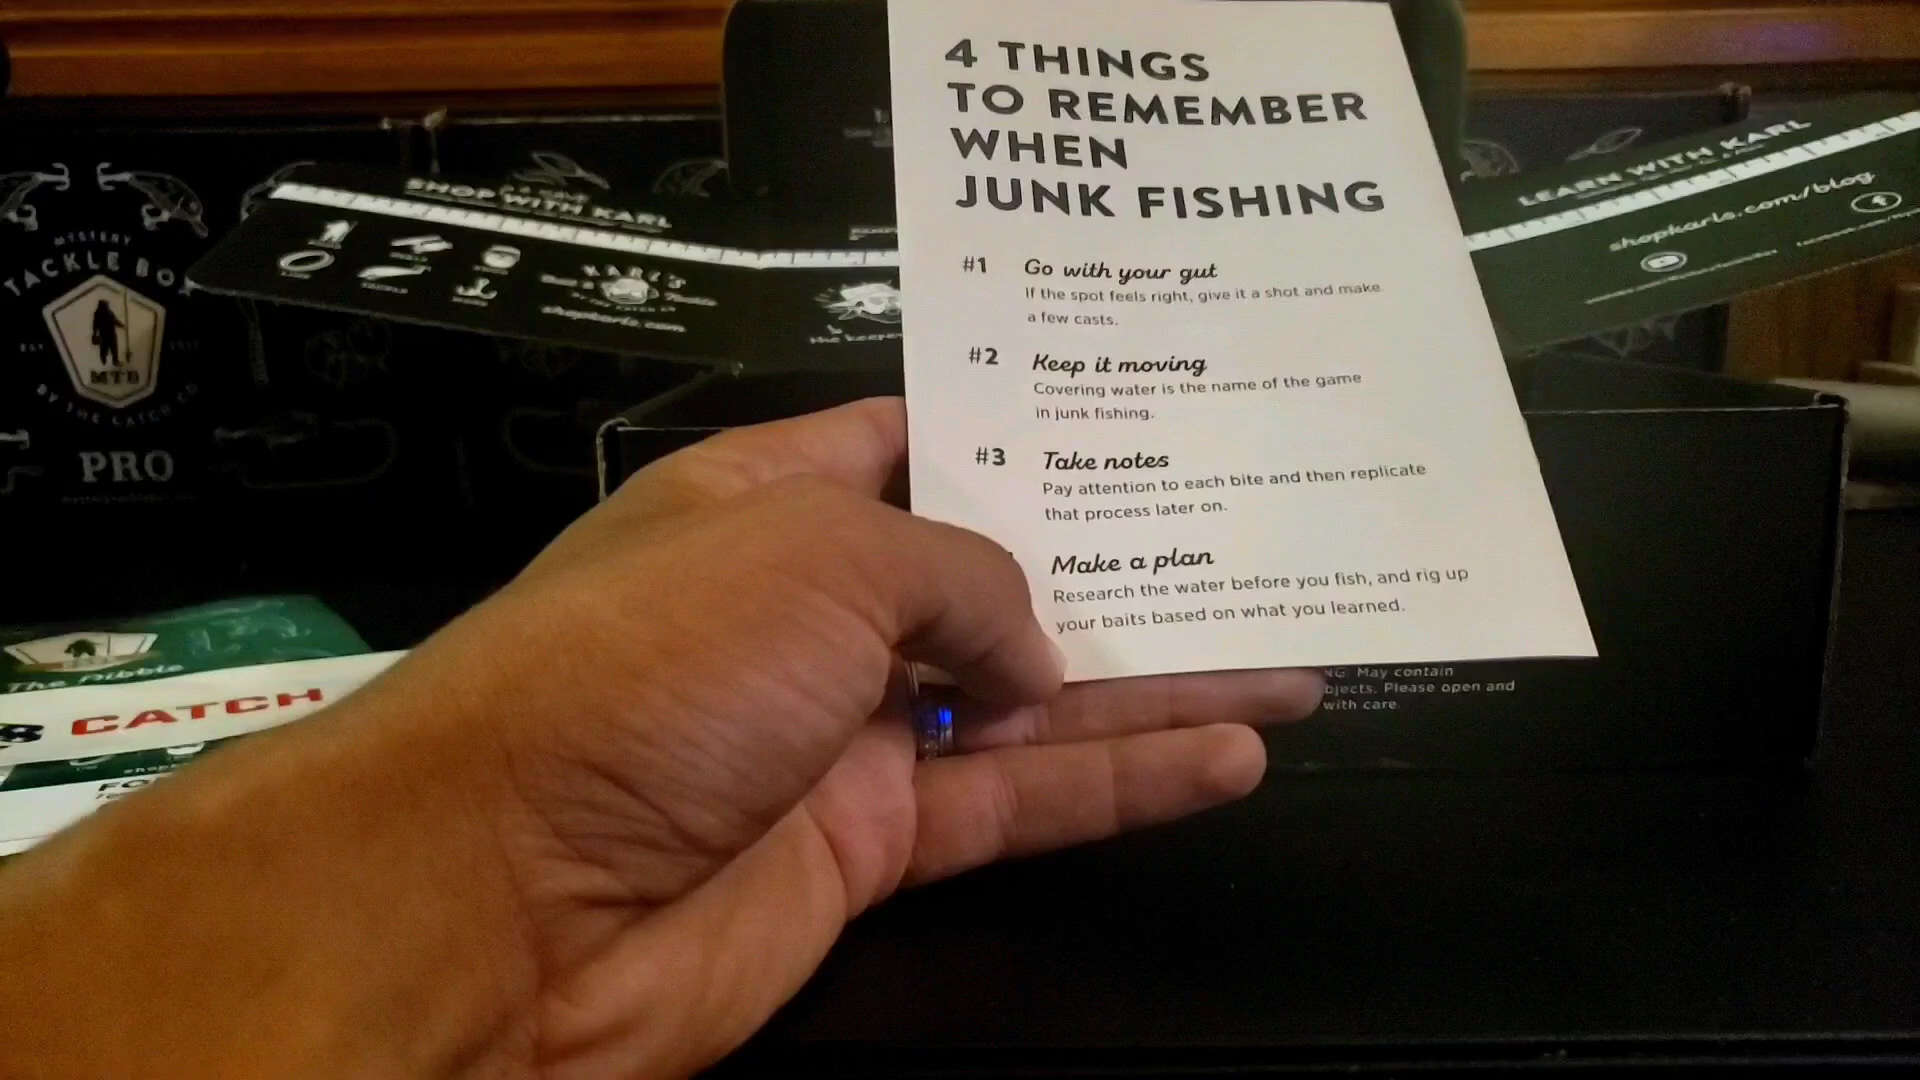 4 THINGS
TO REMEMBER
WHEN
JUNK FISHING
#1 Go with your gut
If the spot feels right, give it a shot and make
a few casts.
#2 Keep it moving
Covering water is the name of the game
in junk fishing.
#3 Take notes
Pay attention to each bite and then replicate
that process later on.
Make a plan
Research the water before you fish, and rig up
your baits based on what you learned.
MYSTERY
TACKLE BOX
MTB
BY THE CATCH CO
PRO
SHOP WITH KARL
KARL'S
shopkarls.com
LEARN WITH KARL
shopkarls.com/blog
The Nibble
CATCH
May contain
Please open and
with care.